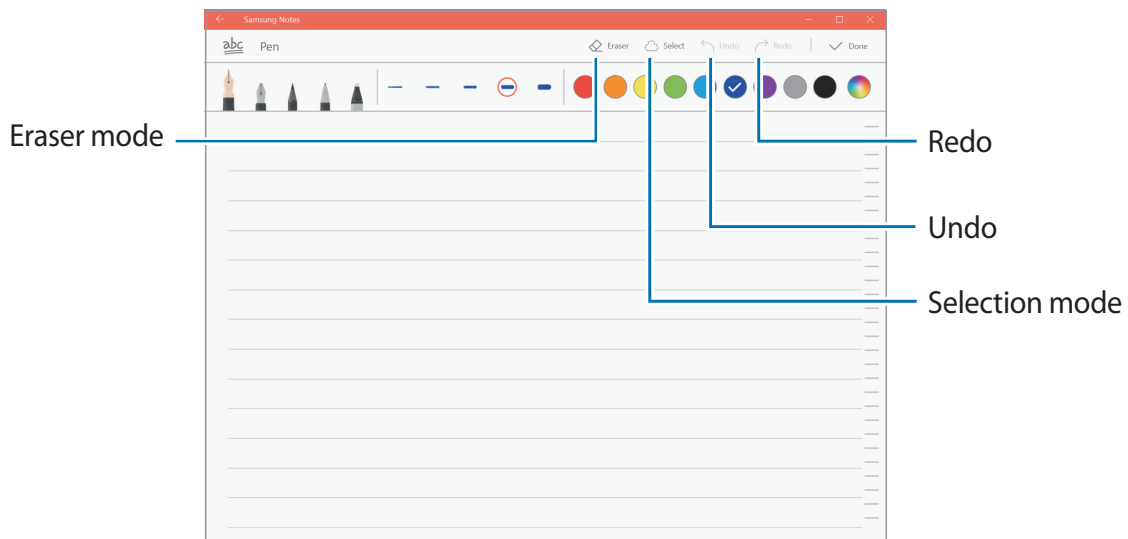 Samsung Notes
abc Pen Eraser Select Undo Redo Done
Eraser mode
Redo
Undo
Selection mode